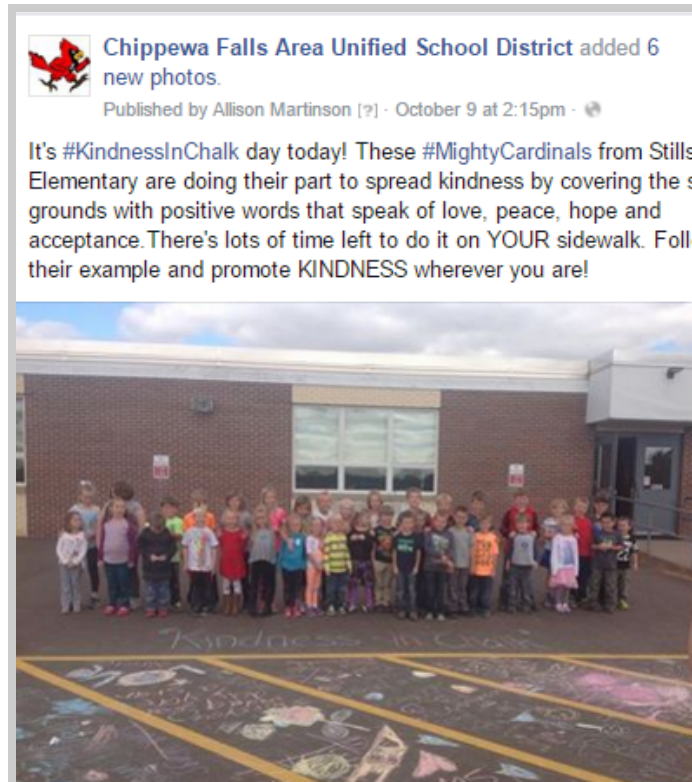 Chippewa Falls Area Unified School District added 6
new photos.
Published by Allison Martinson [?] · October 9 at 2:15pm ·
It's #KindnessInChalk day today! These #MightyCardinals from Stills
Elementary are doing their part to spread kindness by covering the s
grounds with positive words that speak of love, peace, hope and
acceptance.There's lots of time left to do it on YOUR sidewalk. Foll
their example and promote KINDNESS wherever you are!
"Kindness in Chalk"